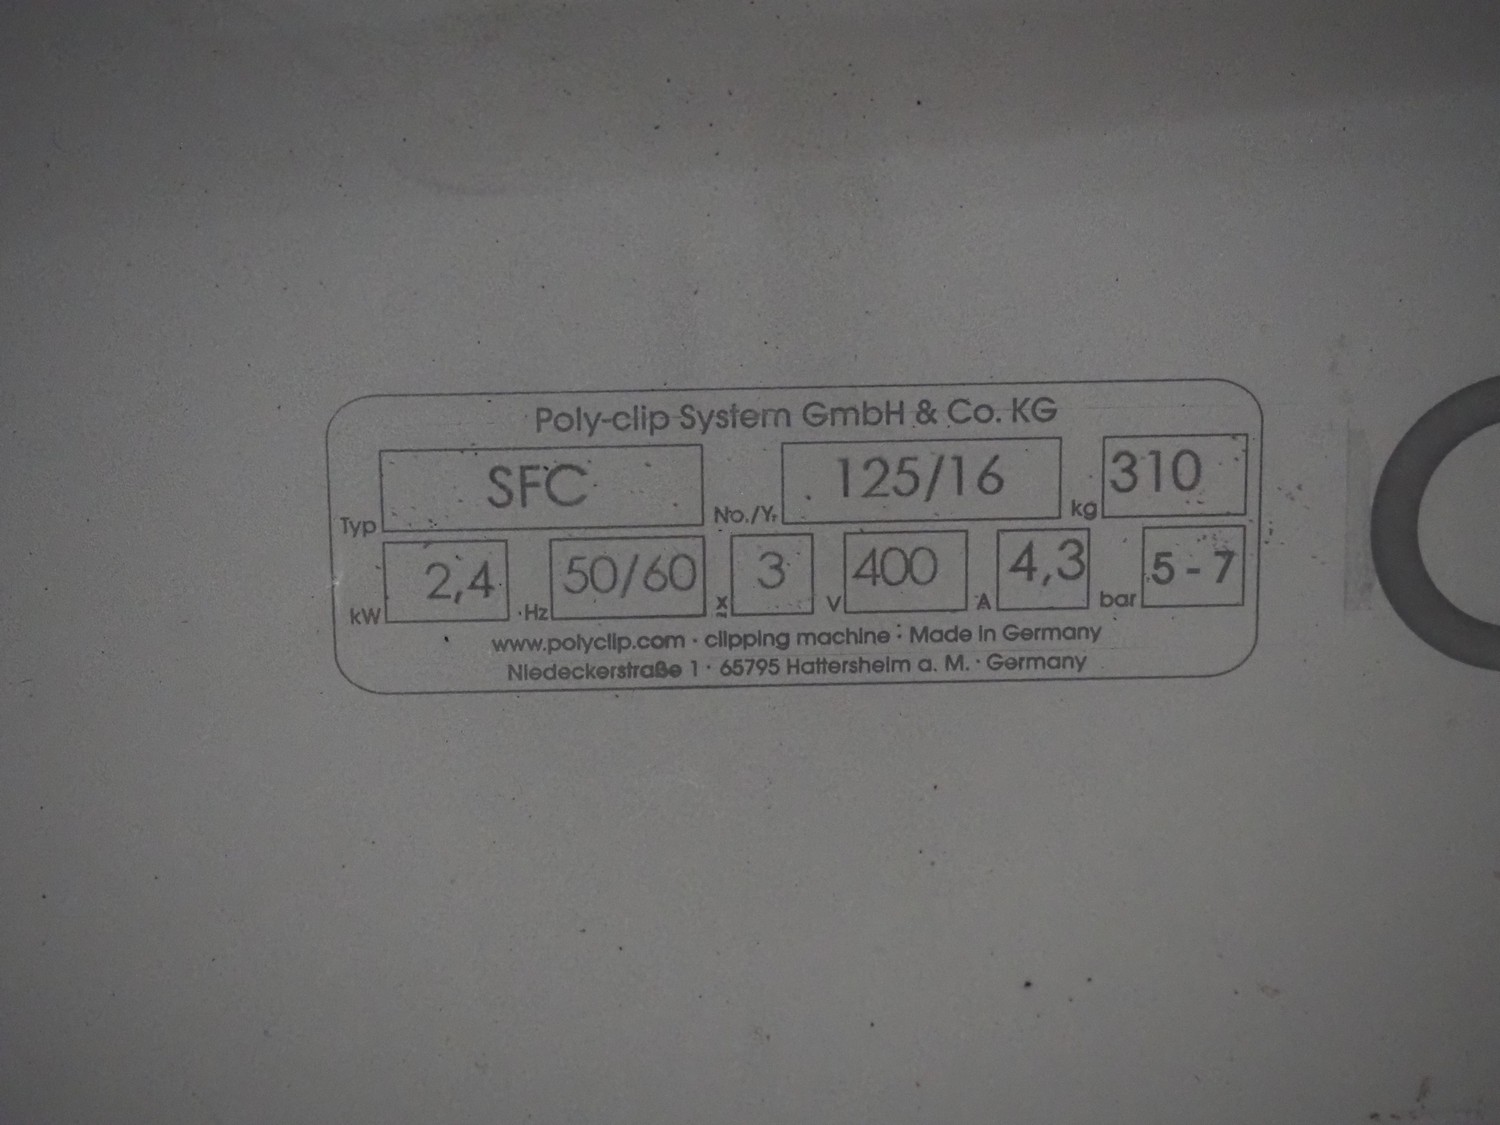 Poly-clip System GmbH & Co. KG
Typ SFC No./Yr. 125/16 kg 310
kW 2,4 Hz 50/60 x 3 V 400 A 4,3 bar 5 - 7
www.polyclip.com · clipping machine · Made in Germany
Niedeckerstraße 1 · 65795 Hattersheim a. M. · Germany